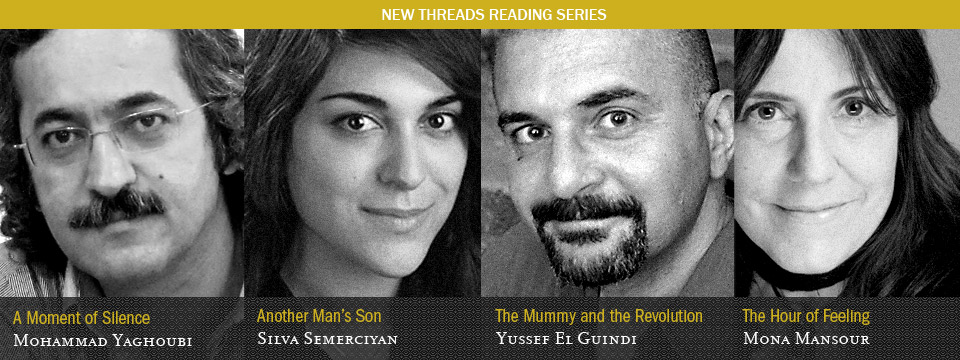 NEW THREADS READING SERIES
A Moment of Silence
Mohammad Yaghoubi
Another Man's Son
Silva Semerciyan
The Mummy and the Revolution
Yussef El Guindi
The Hour of Feeling
Mona Mansour